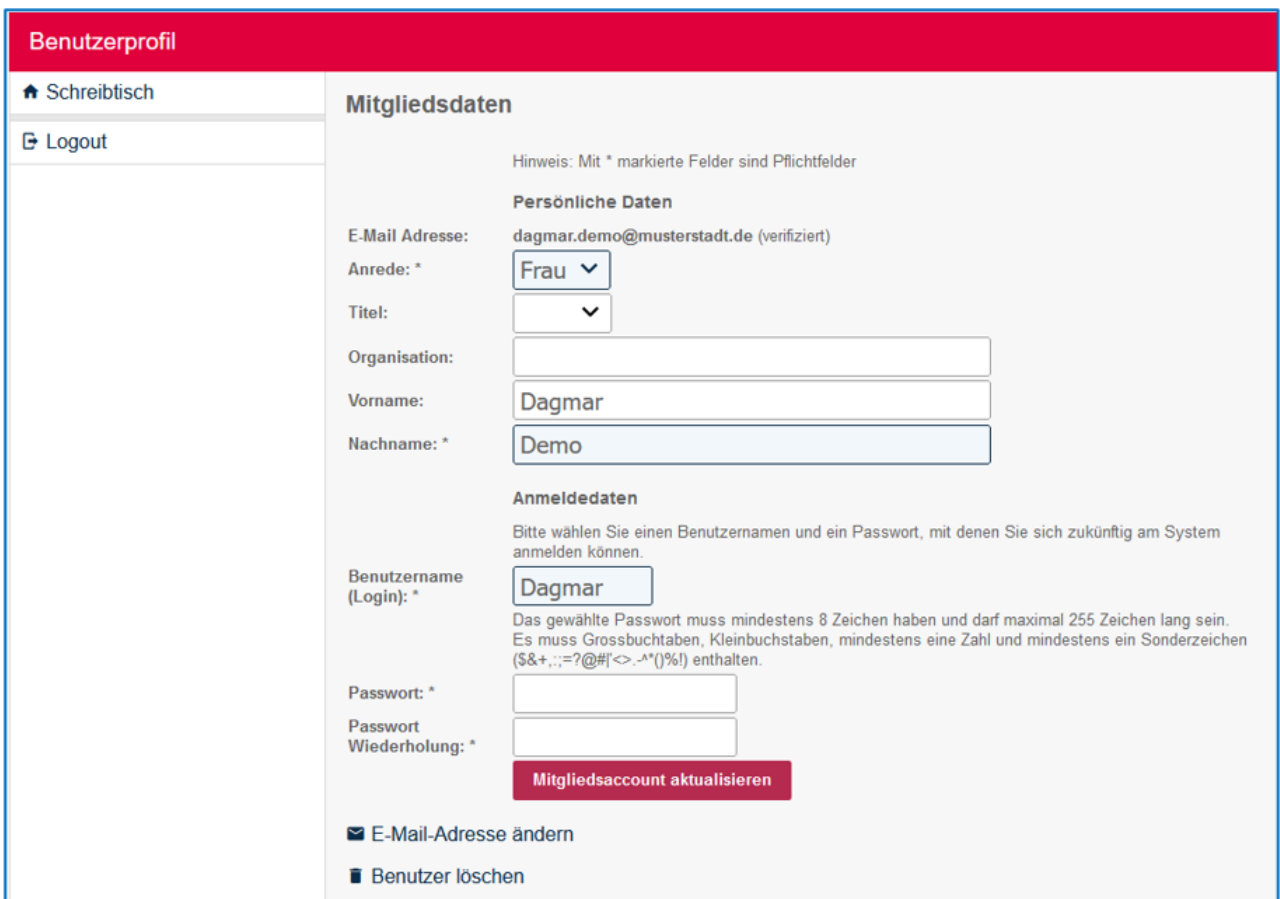 Benutzerprofil
Schreibtisch
Logout
Mitgliedsdaten
Hinweis: Mit * markierte Felder sind Pflichtfelder
Persönliche Daten
E-Mail Adresse: dagmar.demo@musterstadt.de (verifiziert)
Anrede: * Frau
Titel:
Organisation:
Vorname: Dagmar
Nachname: * Demo
Anmeldedaten
Bitte wählen Sie einen Benutzernamen und ein Passwort, mit denen Sie sich zukünftig am System
anmelden können.
Benutzername
(Login): * Dagmar
Das gewählte Passwort muss mindestens 8 Zeichen haben und darf maximal 255 Zeichen lang sein.
Es muss Grossbuchtaben, Kleinbuchstaben, mindestens eine Zahl und mindestens ein Sonderzeichen
($&+,:;=?@#|'<>.-^*()%!) enthalten.
Passwort: *
Passwort
Wiederholung: *
Mitgliedsaccount aktualisieren
E-Mail-Adresse ändern
Benutzer löschen